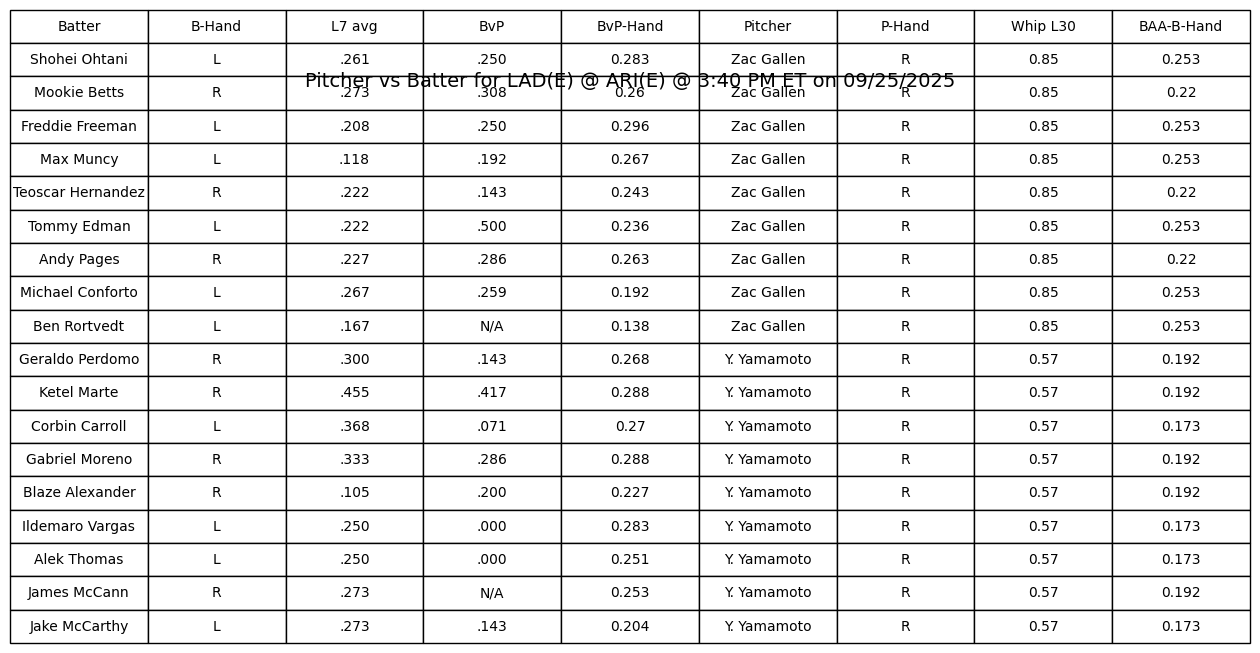 Batter B-Hand L7 avg BvP BvP-Hand Pitcher P-Hand Whip L30 BAA-B-Hand
Shohei Ohtani L .261 .250 0.283 Zac Gallen R 0.85 0.253
Pitcher vs Batter for LAD(E) @ ARI(E) @ 3:40 PM ET on 09/25/2025
Mookie Betts R .273 .308 0.26 Zac Gallen R 0.85 0.22
Freddie Freeman L .208 .250 0.296 Zac Gallen R 0.85 0.253
Max Muncy L .118 .192 0.267 Zac Gallen R 0.85 0.253
Teoscar Hernandez R .222 .143 0.243 Zac Gallen R 0.85 0.22
Tommy Edman L .222 .500 0.236 Zac Gallen R 0.85 0.253
Andy Pages R .227 .286 0.263 Zac Gallen R 0.85 0.22
Michael Conforto L .267 .259 0.192 Zac Gallen R 0.85 0.253
Ben Rortvedt L .167 N/A 0.138 Zac Gallen R 0.85 0.253
Geraldo Perdomo R .300 .143 0.268 Y. Yamamoto R 0.57 0.192
Ketel Marte R .455 .417 0.288 Y. Yamamoto R 0.57 0.192
Corbin Carroll L .368 .071 0.27 Y. Yamamoto R 0.57 0.173
Gabriel Moreno R .333 .286 0.288 Y. Yamamoto R 0.57 0.192
Blaze Alexander R .105 .200 0.227 Y. Yamamoto R 0.57 0.192
Ildemaro Vargas L .250 .000 0.283 Y. Yamamoto R 0.57 0.173
Alek Thomas L .250 .000 0.251 Y. Yamamoto R 0.57 0.173
James McCann R .273 N/A 0.253 Y. Yamamoto R 0.57 0.192
Jake McCarthy L .273 .143 0.204 Y. Yamamoto R 0.57 0.173